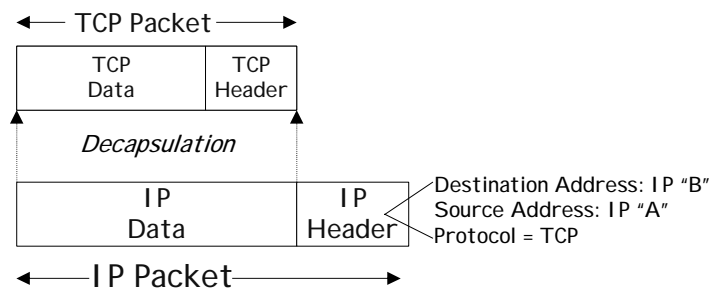 TCP Packet
TCP
Data
TCP
Header
Decapsulation
IP
Data
IP
Header
Destination Address: IP “B”
Source Address: IP “A”
Protocol = TCP
IP Packet